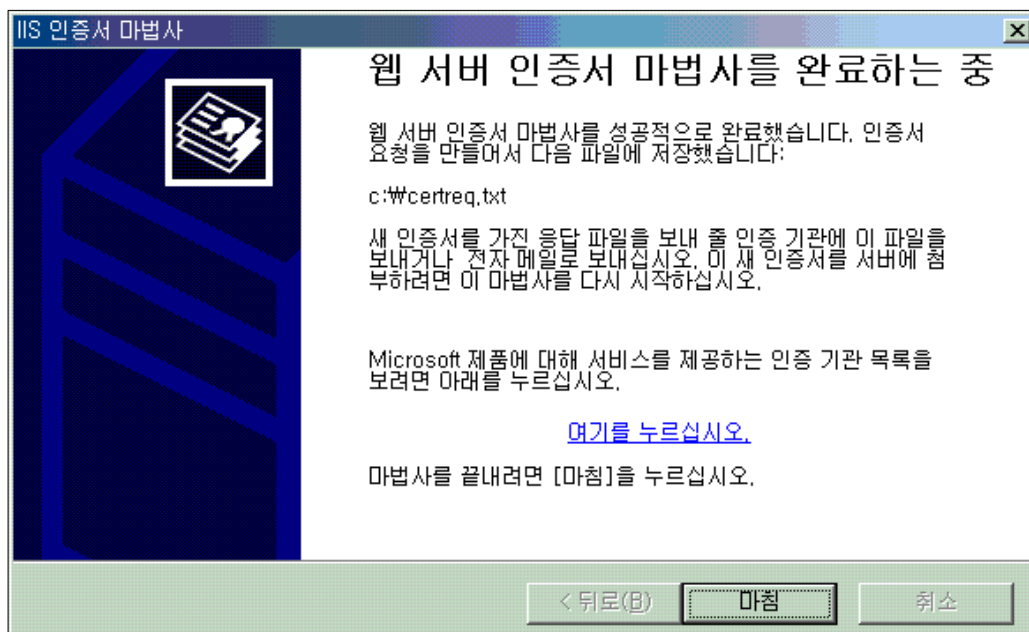 IIS 인증서 마법사
웹 서버 인증서 마법사를 완료하는 중
웹 서버 인증서 마법사를 성공적으로 완료했습니다. 인증서
요청을 만들어서 다음 파일에 저장했습니다:
c:₩certreq.txt
새 인증서를 가진 응답 파일을 보내 줄 인증 기관에 이 파일을
보내거나 전자 메일로 보내십시오. 이 새 인증서를 서버에 첨
부하려면 이 마법사를 다시 시작하십시오.
Microsoft 제품에 대해 서비스를 제공하는 인증 기관 목록을
보려면 아래를 누르십시오.
여기를 누르십시오.
마법사를 끝내려면 [마침]을 누르십시오.
< 뒤로(B) 마침 취소